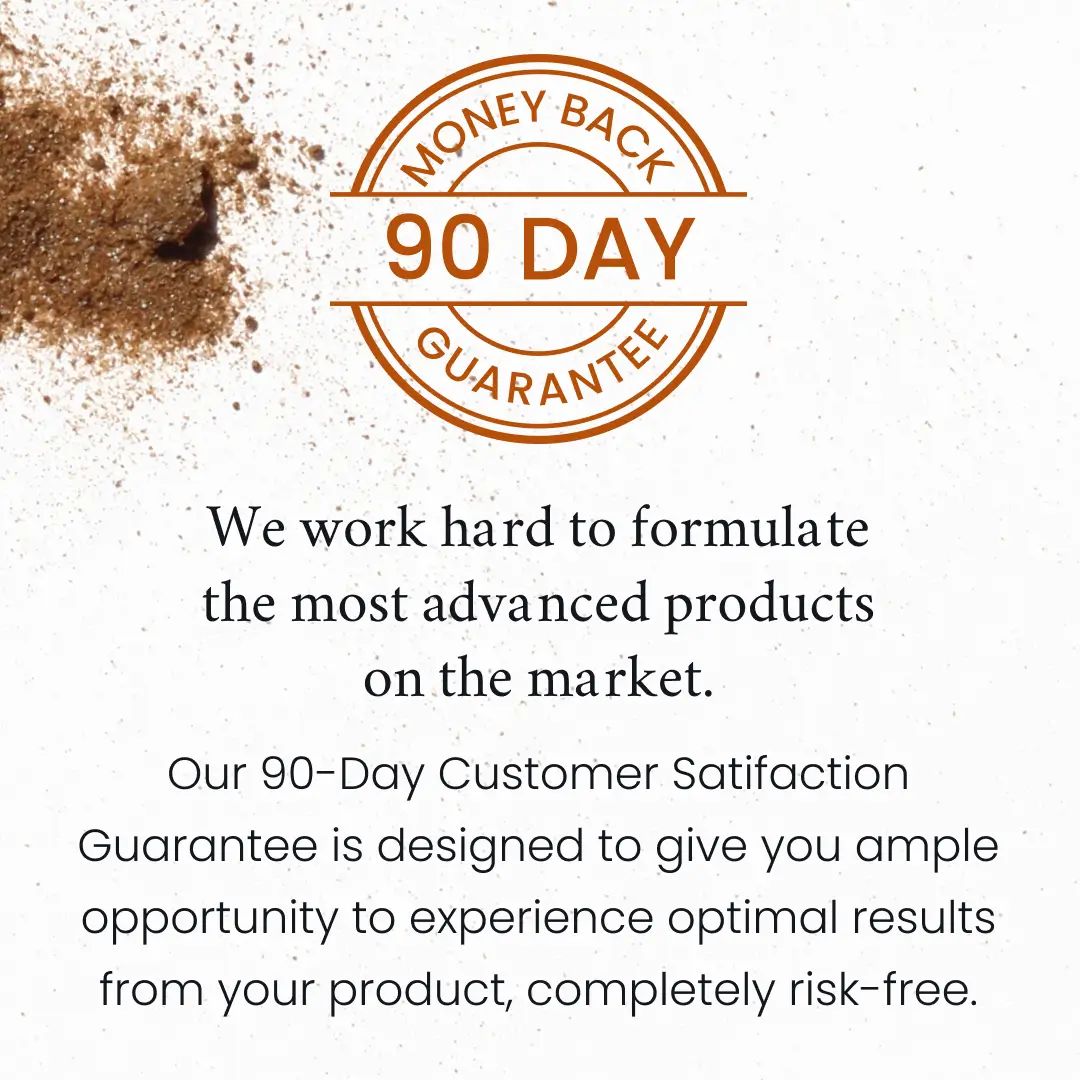 MONEY BACK
90 DAY
GUARANTEE
We work hard to formulate
the most advanced products
on the market.
Our 90-Day Customer Satifaction
Guarantee is designed to give you ample
opportunity to experience optimal results
from your product, completely risk-free.